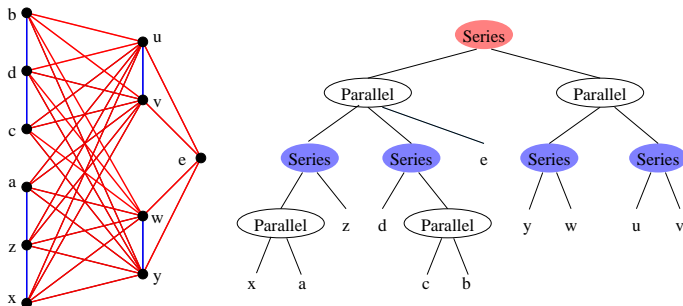 b
d
c
a
z
x
u
v
e
w
y
Series
Parallel Parallel
Series Series e Series Series
Parallel z d Parallel y w u v
x a c b